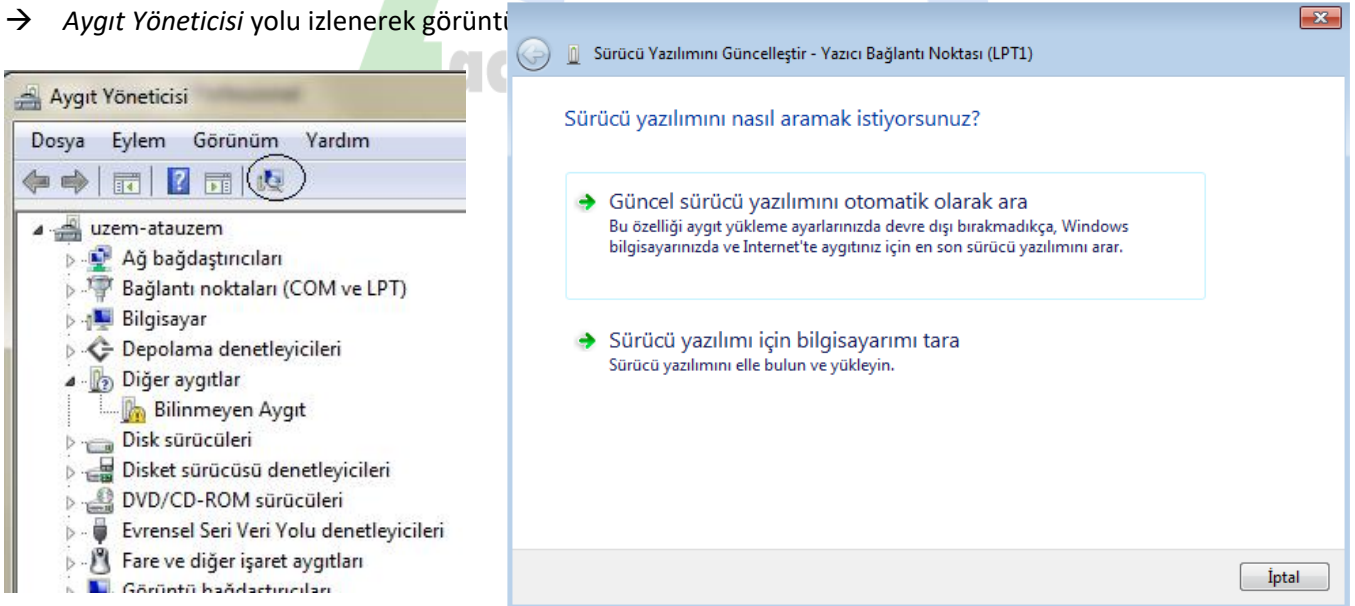 → Aygıt Yöneticisi yolu izlenerek görüntü
Aygıt Yöneticisi
Dosya Eylem Görünüm Yardım
uzem-atauzem
Ağ bağdaştırıcıları
Bağlantı noktaları (COM ve LPT)
Bilgisayar
Depolama denetleyicileri
Diğer aygıtlar
Bilinmeyen Aygıt
Disk sürücüleri
Disket sürücüsü denetleyicileri
DVD/CD-ROM sürücüleri
Evrensel Seri Veri Yolu denetleyicileri
Fare ve diğer işaret aygıtları
Görüntü bağdaştırıcıları
Sürücü Yazılımını Güncelleştir - Yazıcı Bağlantı Noktası (LPT1)
Sürücü yazılımını nasıl aramak istiyorsunuz?
Güncel sürücü yazılımını otomatik olarak ara
Bu özelliği aygıt yükleme ayarlarınızda devre dışı bırakmadıkça, Windows
bilgisayarınızda ve Internet'te aygıtınız için en son sürücü yazılımını arar.
Sürücü yazılımı için bilgisayarımı tara
Sürücü yazılımını elle bulun ve yükleyin.
İptal